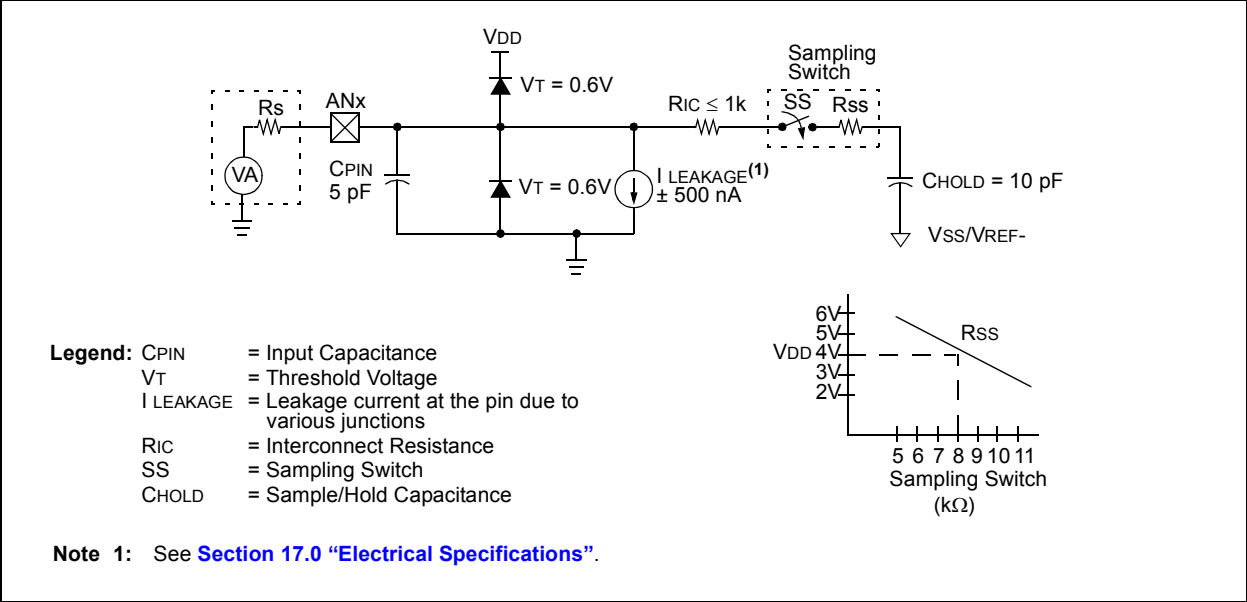 VDD
Sampling
Switch
VT = 0.6V
Rs
ANx
RIC ≤ 1k
SS
Rss
VA
CPIN
5 pF
VT = 0.6V
I LEAKAGE(1)
± 500 nA
CHOLD = 10 pF
VSS/VREF-
6V
5V
VDD 4V
3V
2V
RSS
5 6 7 8 9 10 11
Sampling Switch
(kΩ)
Legend: CPIN = Input Capacitance
VT = Threshold Voltage
I LEAKAGE = Leakage current at the pin due to
various junctions
RIC = Interconnect Resistance
SS = Sampling Switch
CHOLD = Sample/Hold Capacitance
Note 1: See Section 17.0 “Electrical Specifications”.